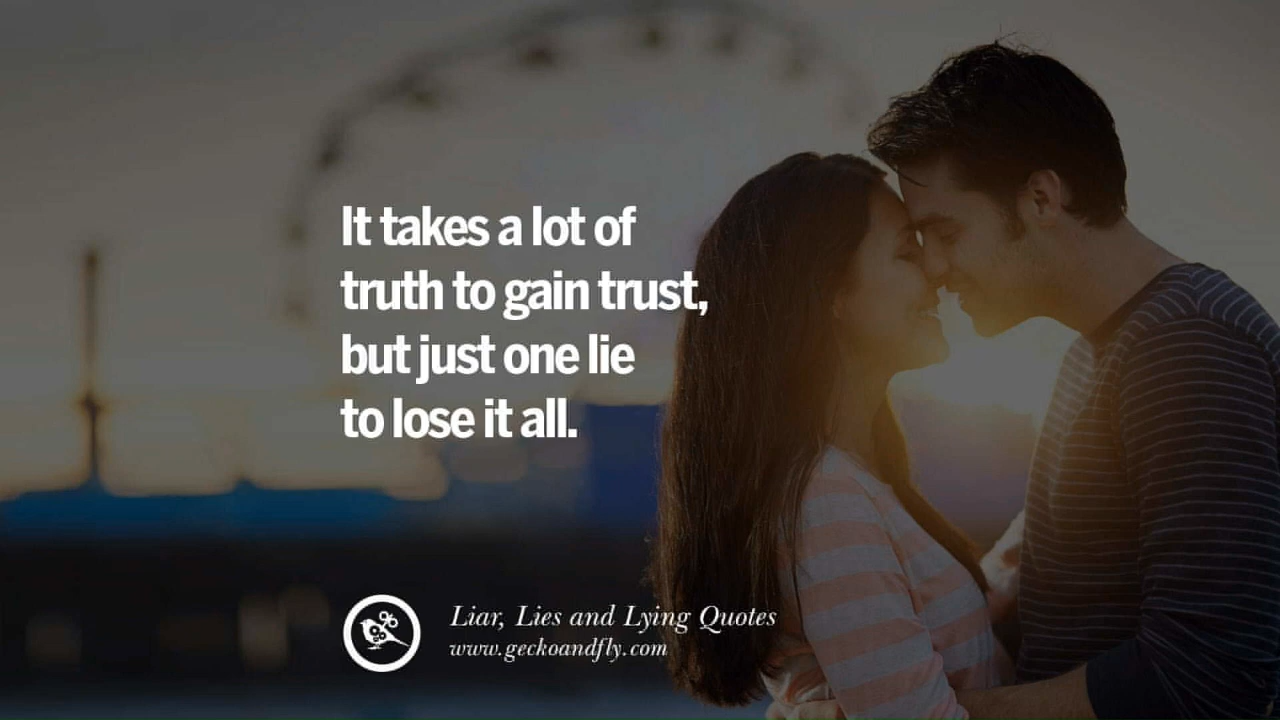 It takes a lot of
truth to gain trust,
but just one lie
to lose it all.
Liar, Lies and Lying Quotes
www.geckoandfly.com